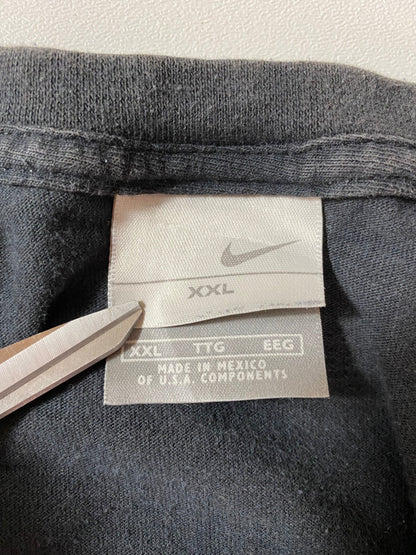 XXL
XXL TTG EEG
MADE IN MEXICO
OF U.S.A. COMPONENTS